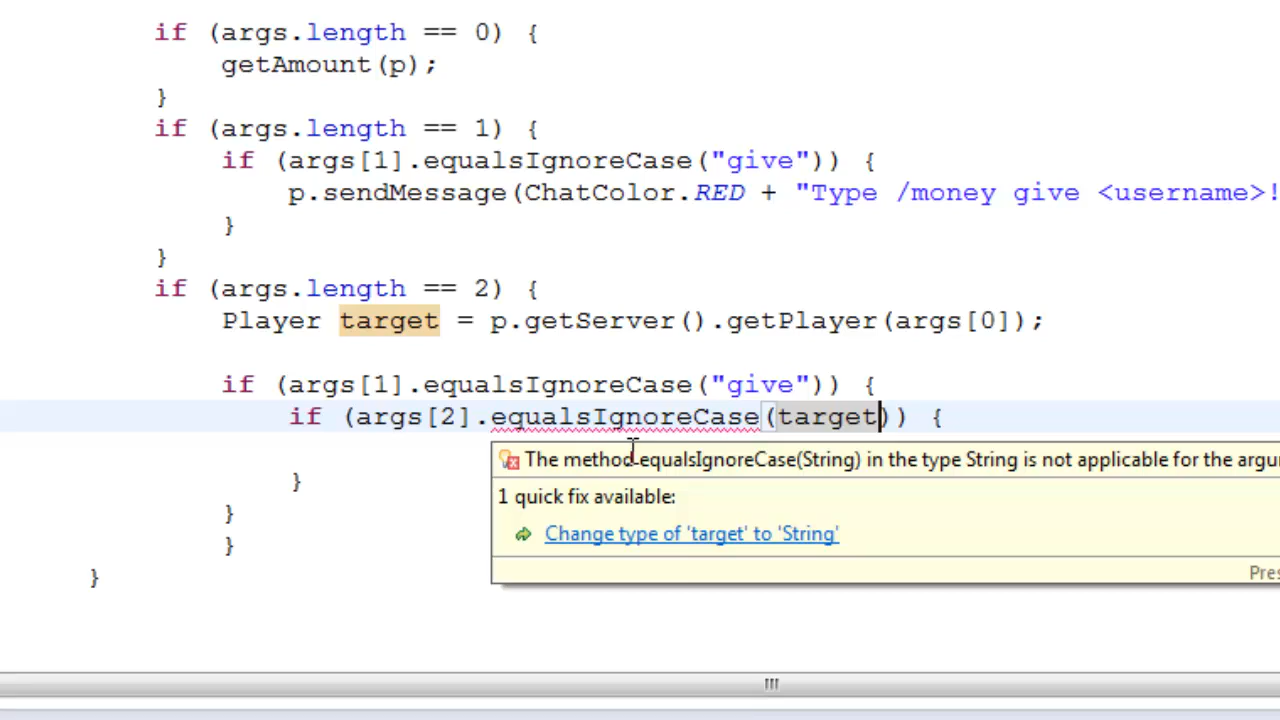 if (args.length == 0) {
getAmount(p);
}
if (args.length == 1) {
if (args[1].equalsIgnoreCase("give")) {
p.sendMessage(ChatColor.RED + "Type /money give <username>!
}
}
if (args.length == 2) {
Player target = p.getServer().getPlayer(args[0]);
if (args[1].equalsIgnoreCase("give")) {
if (args[2].equalsIgnoreCase(target)) {
The method equalsIgnoreCase(String) in the type String is not applicable for the argu
1 quick fix available:
}
Change type of 'target' to 'String'
}
}
Pres
}